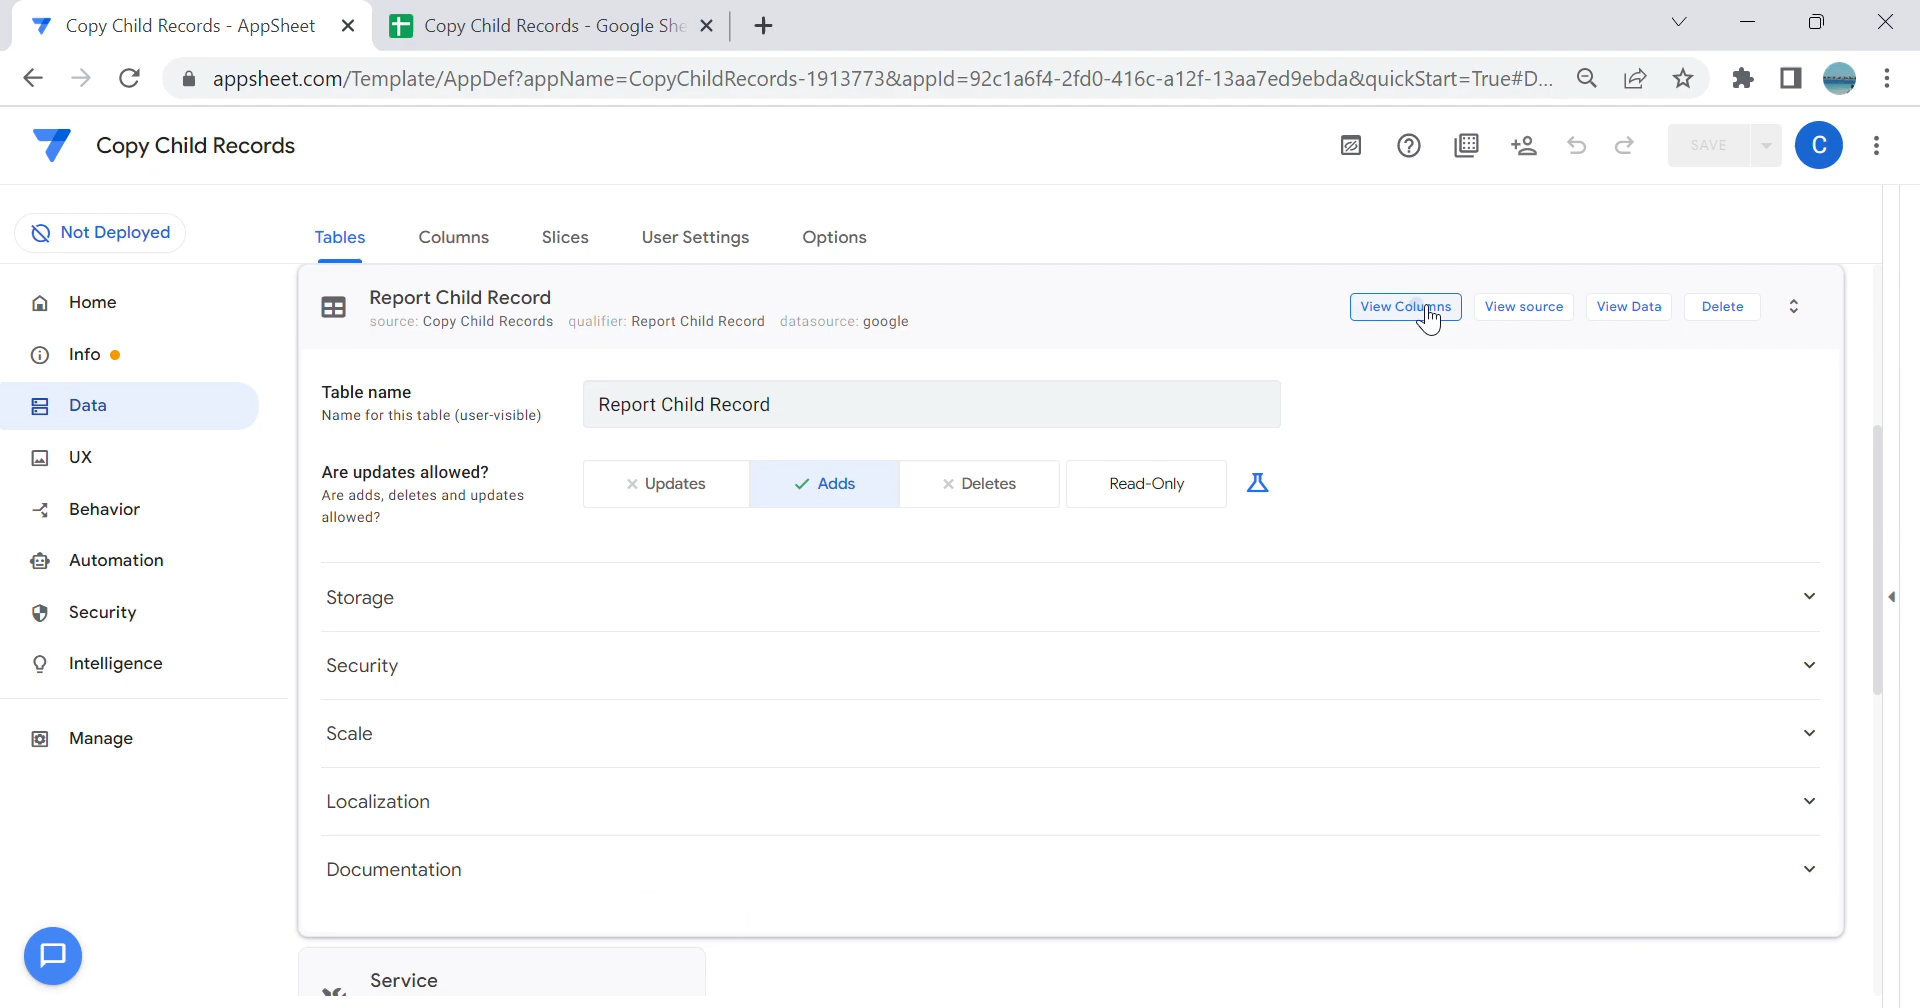 Copy Child Records - AppSheet
Copy Child Records - Google She
appsheet.com/Template/AppDef?appName=CopyChildRecords-1913773&appId=92c1a6f4-2fd0-416c-a12f-13aa7ed9ebda&quickStart=True#D...
Copy Child Records
SAVE
C
Not Deployed
Tables Columns Slices User Settings Options
Home
Info
Data
UX
Behavior
Automation
Security
Intelligence
Manage
Report Child Record
source: Copy Child Records qualifier: Report Child Record datasource: google
View Columns View source View Data Delete
Table name
Name for this table (user-visible)
Report Child Record
Are updates allowed?
Are adds, deletes and updates
allowed?
Updates Adds Deletes Read-Only
Storage
Security
Scale
Localization
Documentation
Service